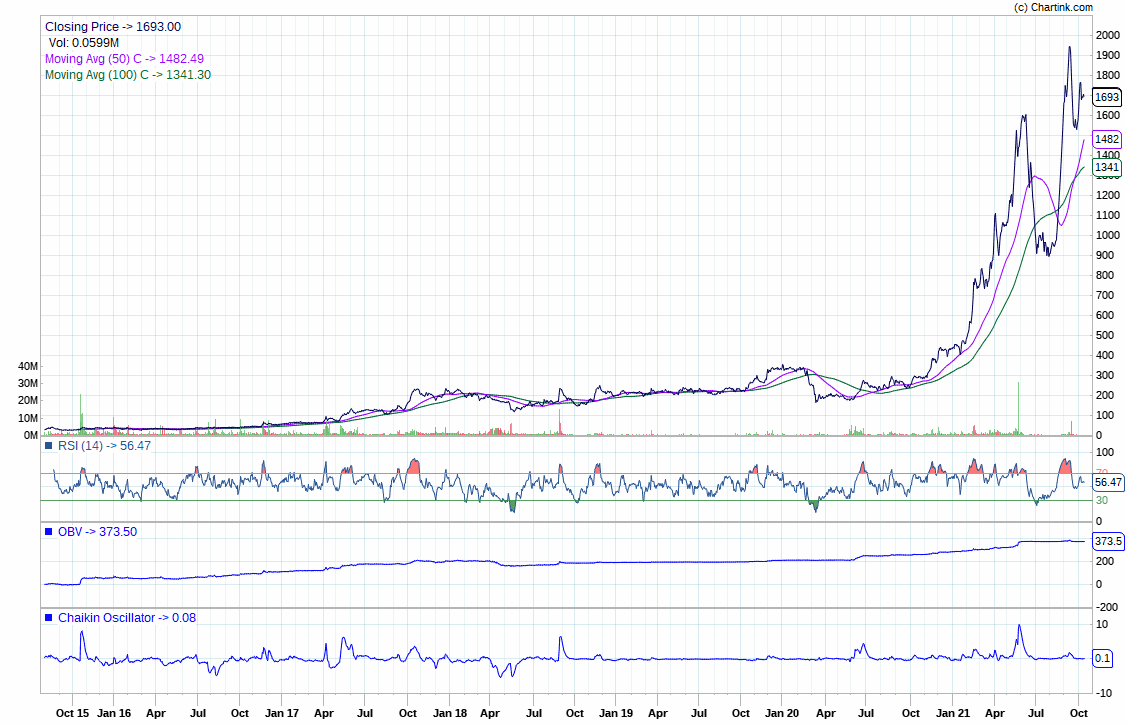 (c) Chartink.com
Closing Price -> 1693.00
Vol: 0.0599M
Moving Avg (50) C -> 1482.49
Moving Avg (100) C -> 1341.30
2000
1900
1800
1693
1600
1482
1400
1341
1200
1100
1000
900
800
700
600
500
40M 400
30M 300
20M 200
10M 100
0M 0
RSI (14) -> 56.47
100
70
56.47
30
0
OBV -> 373.50
373.5
200
0
-200
Chaikin Oscillator -> 0.08
10
0.1
-10
Oct 15 Jan 16 Apr Jul Oct Jan 17 Apr Jul Oct Jan 18 Apr Jul Oct Jan 19 Apr Jul Oct Jan 20 Apr Jul Oct Jan 21 Apr Jul Oct